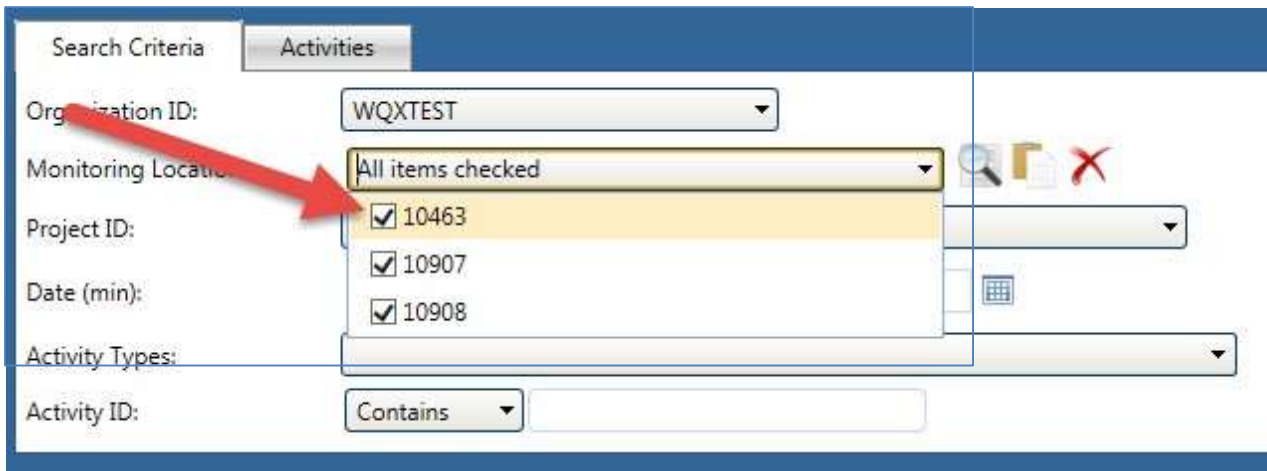 Search Criteria Activities
Organization ID: WQXTEST
Monitoring Locatio All items checked
10463
Project ID:
10907
Date (min):
10908
Activity Types:
Activity ID: Contains